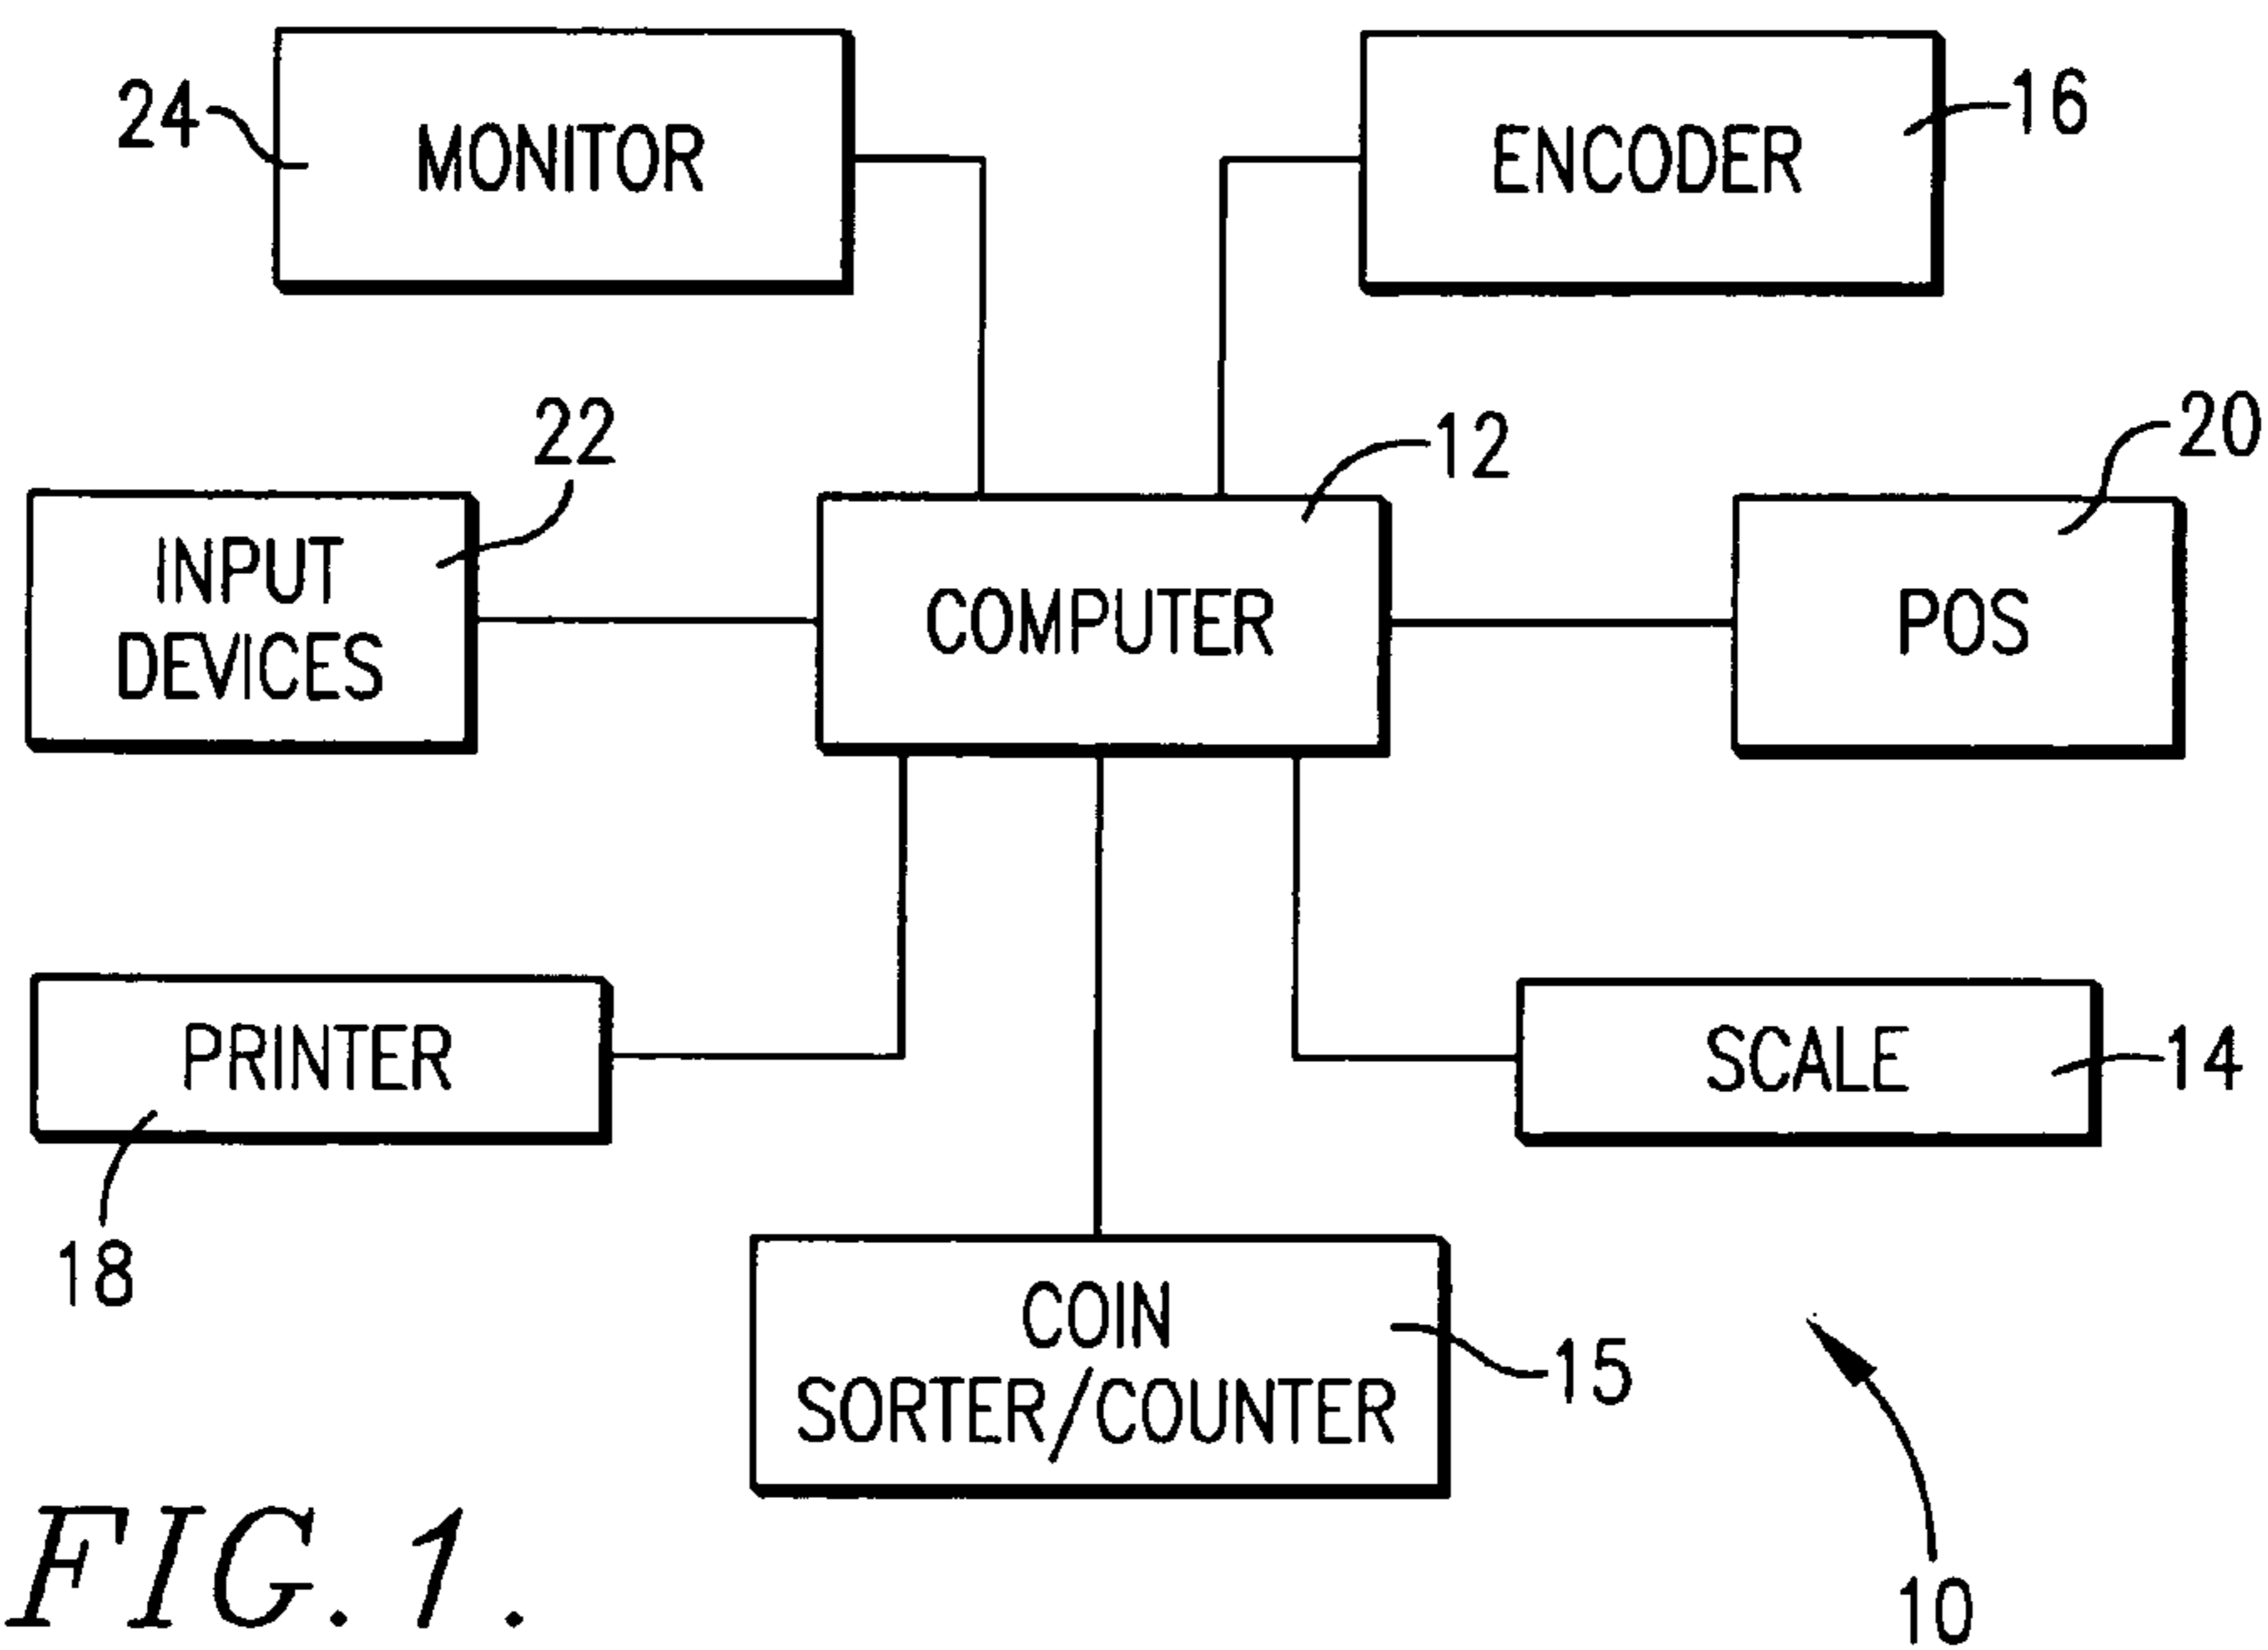 24
MONITOR
ENCODER
16
22
12
20
INPUT
DEVICES
COMPUTER
POS
PRINTER
SCALE
14
18
COIN
SORTER/COUNTER
15
10
FIG. 1.